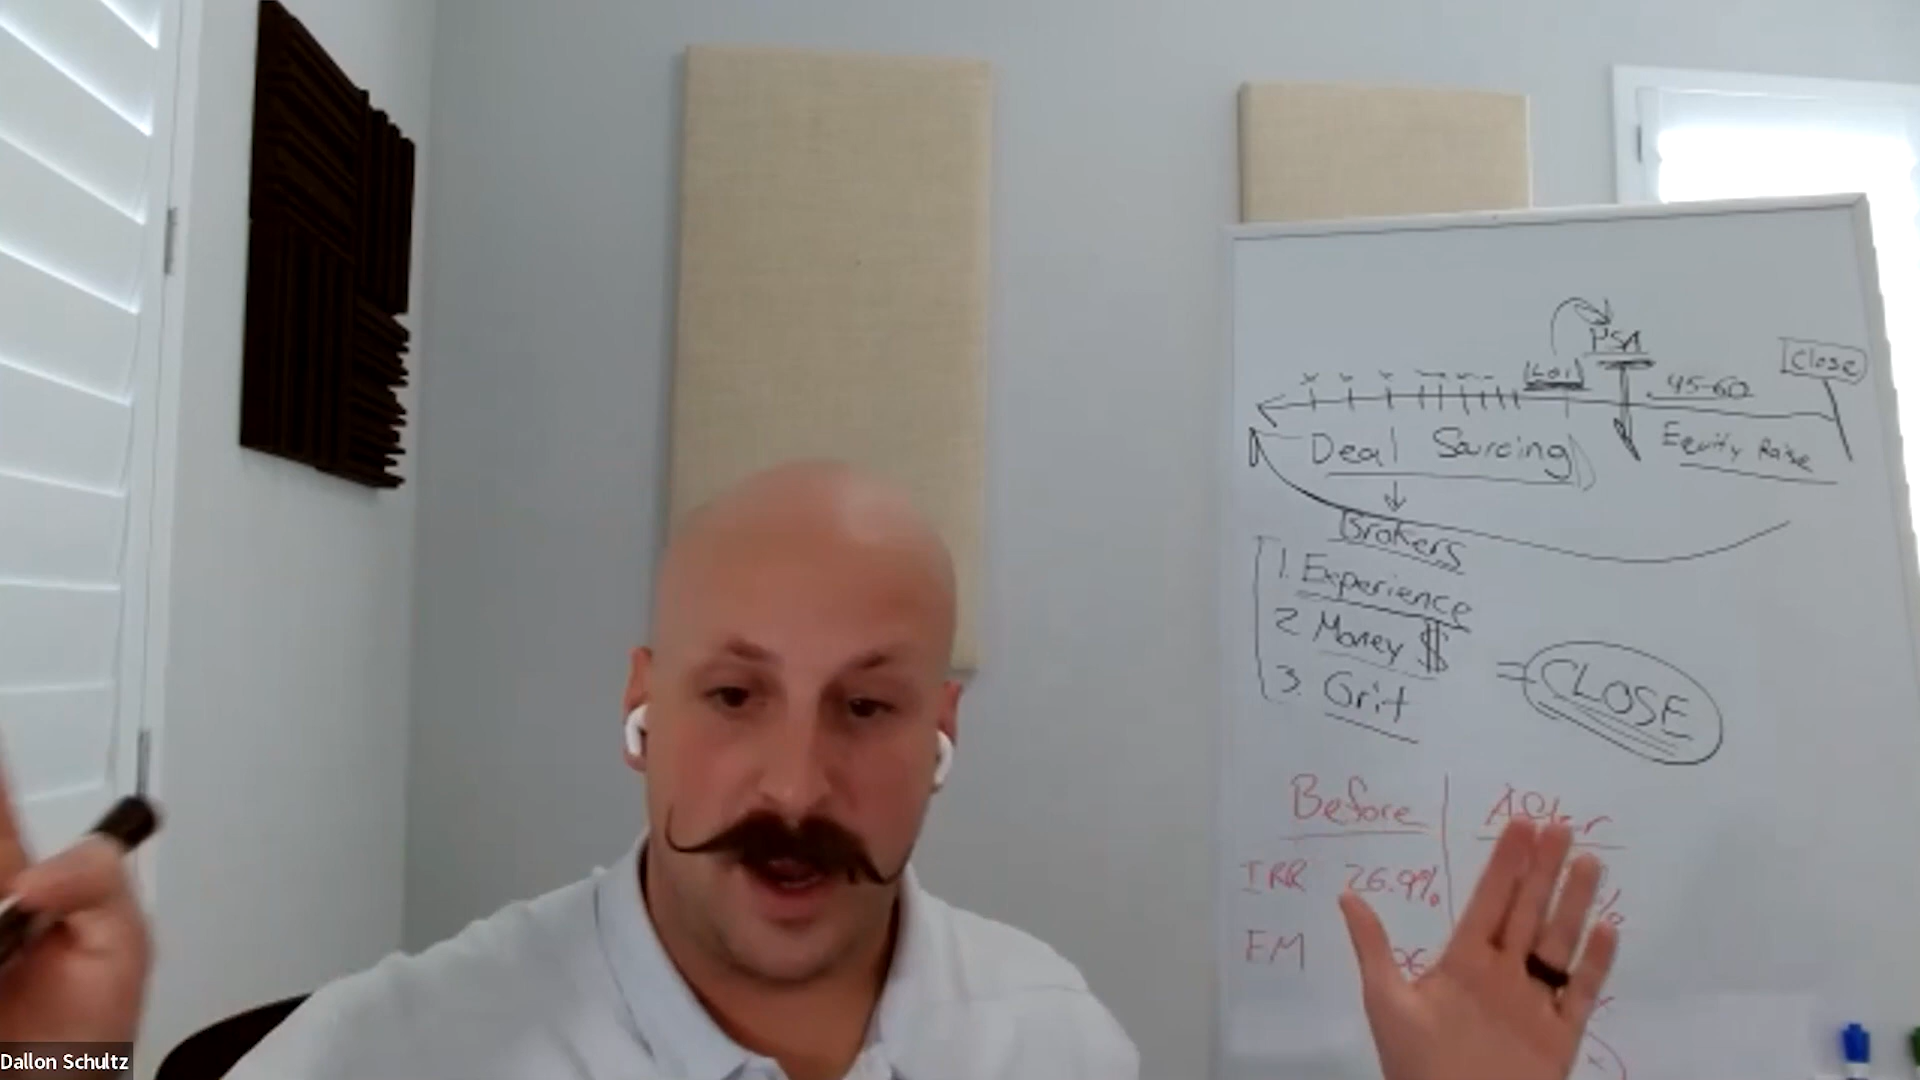 PSA
(LOI)
45-60
Close
Deal Sourcing
Equity Raise
Brokers
1. Experience
2 Money $
3. Grit
= CLOSE
Before
After
IRR 26.9%
%
EM
Dallon Schultz